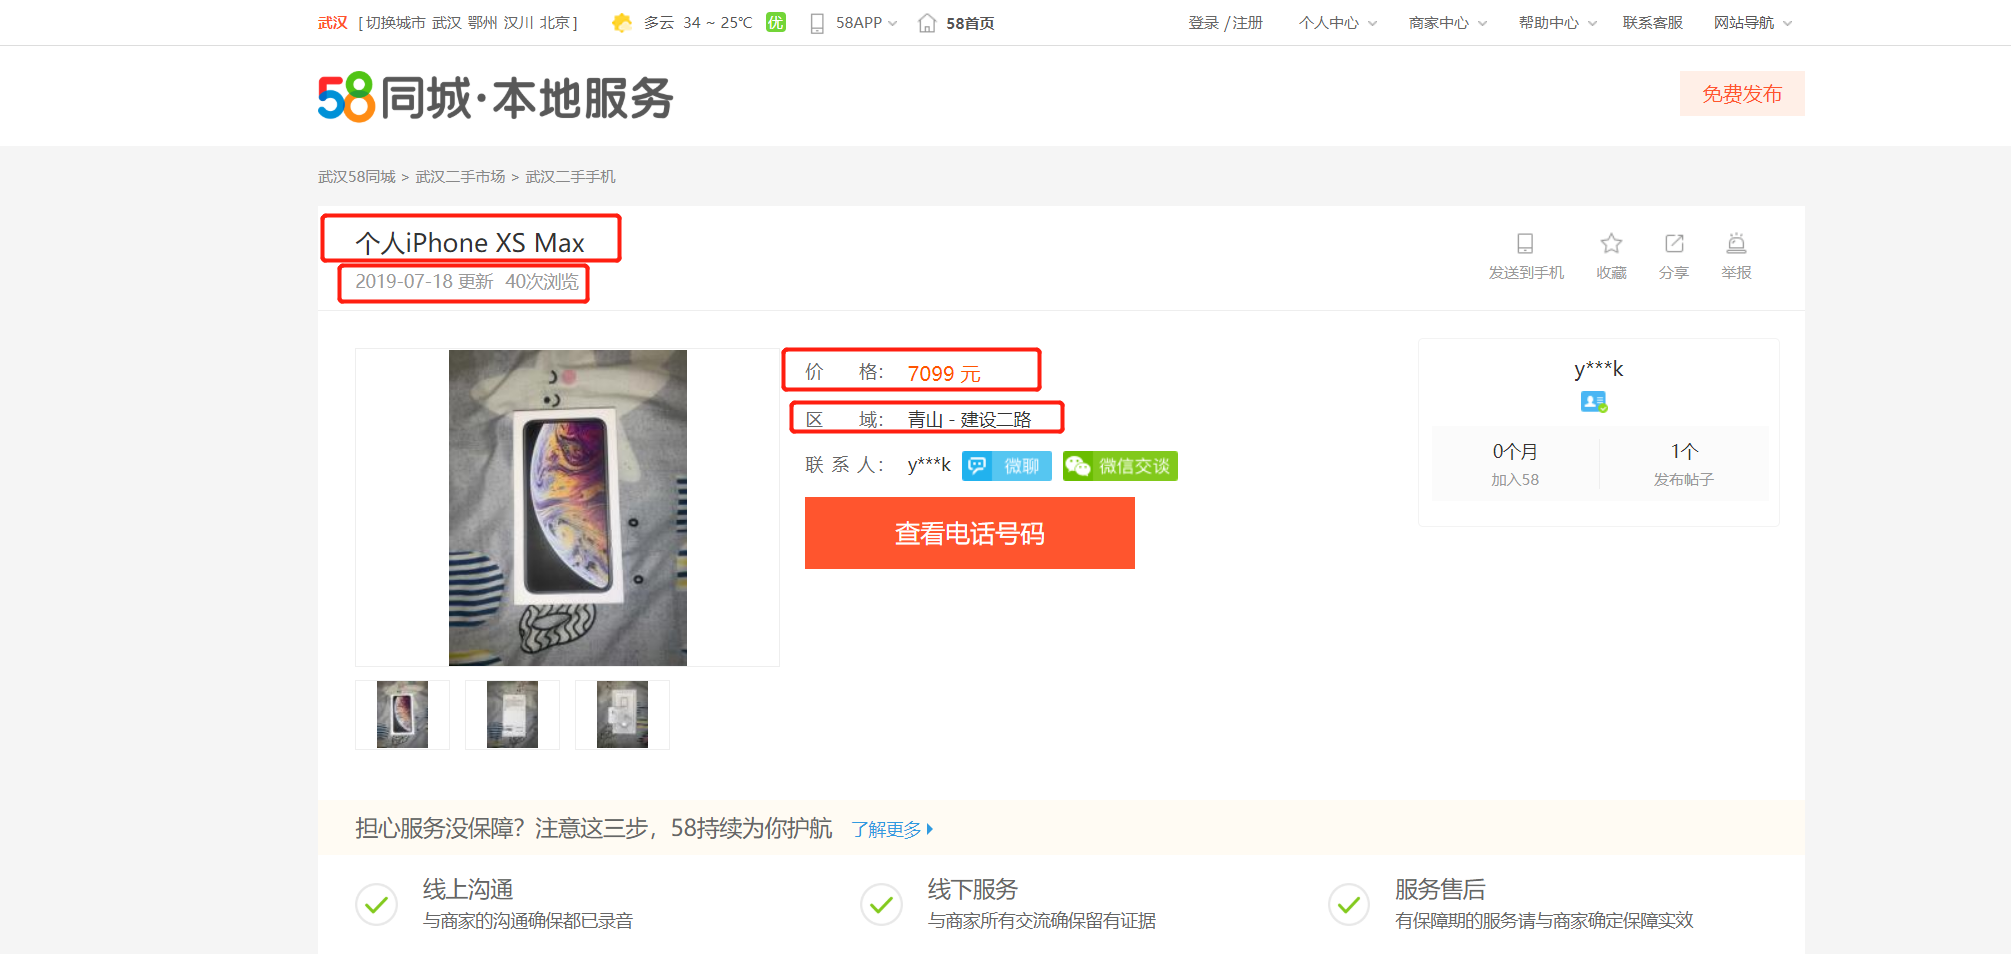 武汉 [ 切换城市 武汉 鄂州 汉川 北京 ] 多云 34 ~ 25℃ 优 58APP 58首页 登录 / 注册 个人中心 商家中心 帮助中心 联系客服 网站导航
58同城·本地服务
免费发布
武汉58同城 > 武汉二手市场 > 武汉二手手机
个人iPhone XS Max
2019-07-18 更新 40次浏览
发送到手机 收藏 分享 举报
价 格： 7099 元
区 域： 青山 - 建设二路
联 系 人： y***k 微聊 微信交谈
查看电话号码
y***k
0个月 1个
加入58 发布帖子
担心服务没保障？注意这三步，58持续为你护航 了解更多
线上沟通
与商家的沟通确保都已录音
线下服务
与商家所有交流确保留有证据
服务售后
有保障期的服务请与商家确定保障实效